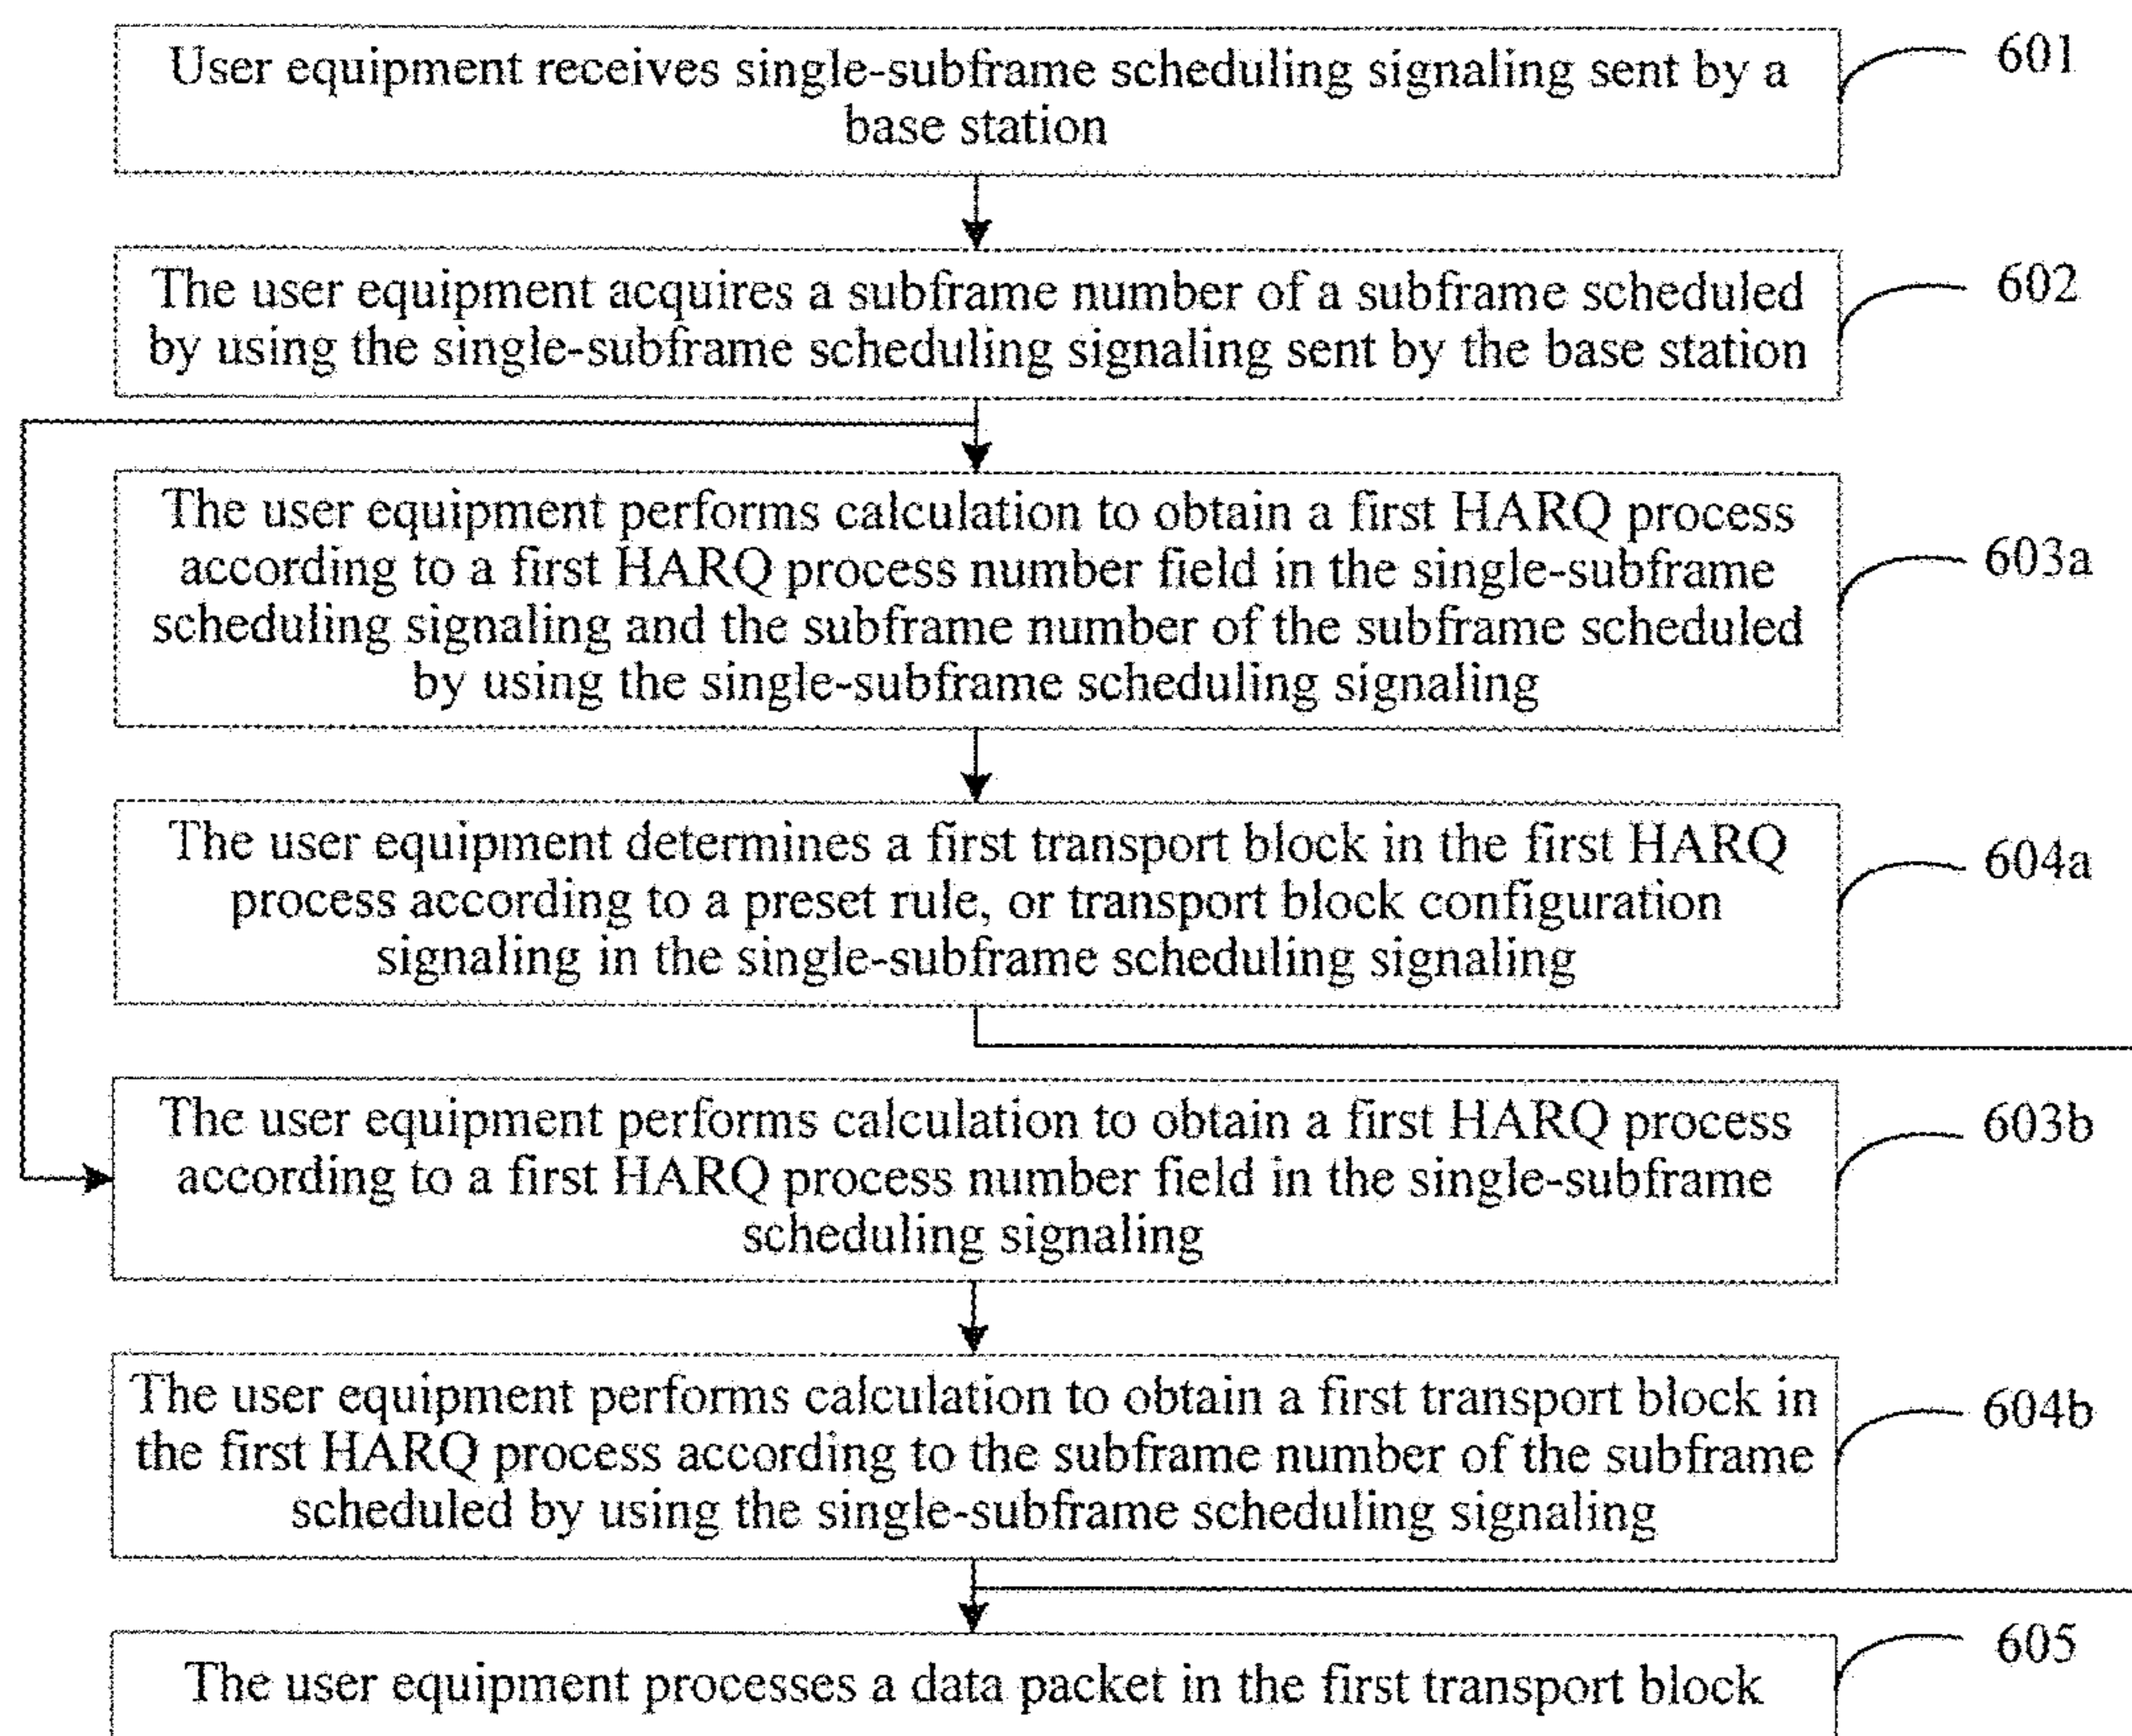 User equipment receives single-subframe scheduling signaling sent by a
base station
601
The user equipment acquires a subframe number of a subframe scheduled
by using the single-subframe scheduling signaling sent by the base station
602
The user equipment performs calculation to obtain a first HARQ process
according to a first HARQ process number field in the single-subframe
scheduling signaling and the subframe number of the subframe scheduled
by using the single-subframe scheduling signaling
603a
The user equipment determines a first transport block in the first HARQ
process according to a preset rule, or transport block configuration
signaling in the single-subframe scheduling signaling
604a
The user equipment performs calculation to obtain a first HARQ process
according to a first HARQ process number field in the single-subframe
scheduling signaling
603b
The user equipment performs calculation to obtain a first transport block in
the first HARQ process according to the subframe number of the subframe
scheduled by using the single-subframe scheduling signaling
604b
The user equipment processes a data packet in the first transport block
605